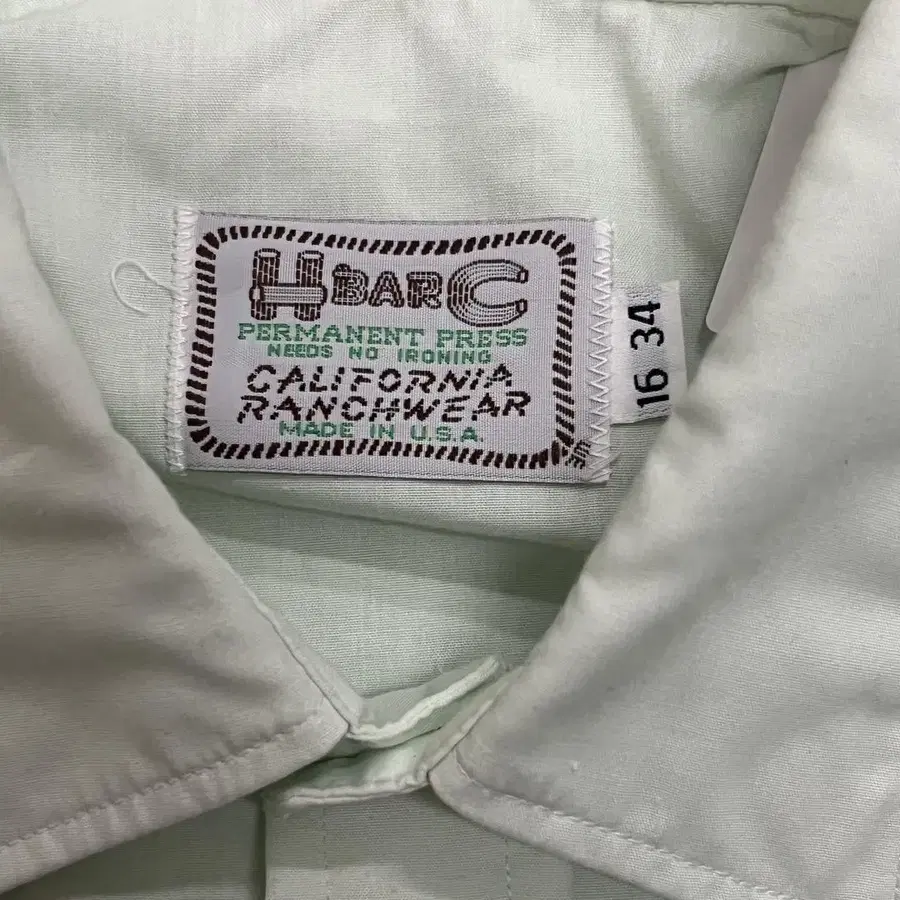 H BAR C
PERMANENT PRESS
NEEDS NO IRONING
CALIFORNIA
RANCHWEAR
MADE IN U.S.A.
16 34